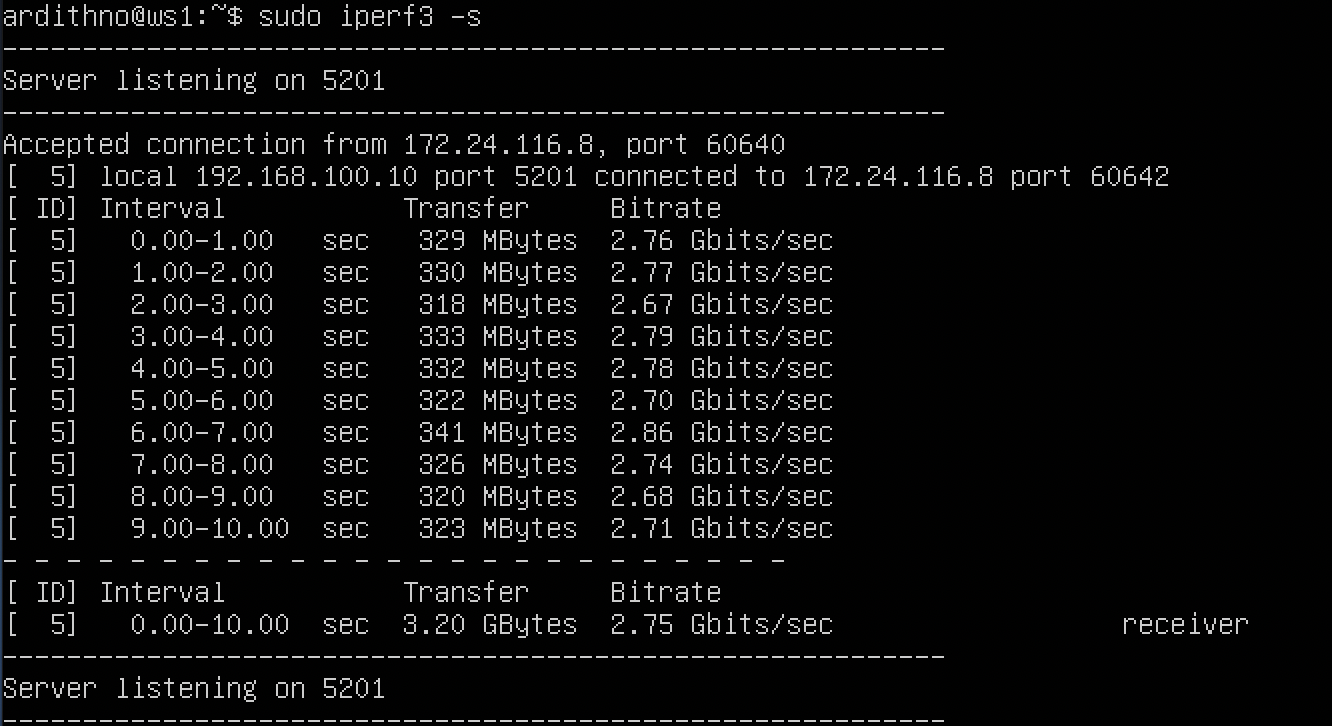 ardithno@ws1:~$ sudo iperf3 -s
-----------------------------------------------------------
Server listening on 5201
-----------------------------------------------------------
Accepted connection from 172.24.116.8, port 60640
[  5] local 192.168.100.10 port 5201 connected to 172.24.116.8 port 60642
[ ID] Interval           Transfer     Bitrate
[  5]   0.00-1.00   sec   329 MBytes  2.76 Gbits/sec
[  5]   1.00-2.00   sec   330 MBytes  2.77 Gbits/sec
[  5]   2.00-3.00   sec   318 MBytes  2.67 Gbits/sec
[  5]   3.00-4.00   sec   333 MBytes  2.79 Gbits/sec
[  5]   4.00-5.00   sec   332 MBytes  2.78 Gbits/sec
[  5]   5.00-6.00   sec   322 MBytes  2.70 Gbits/sec
[  5]   6.00-7.00   sec   341 MBytes  2.86 Gbits/sec
[  5]   7.00-8.00   sec   326 MBytes  2.74 Gbits/sec
[  5]   8.00-9.00   sec   320 MBytes  2.68 Gbits/sec
[  5]   9.00-10.00  sec   323 MBytes  2.71 Gbits/sec
- - - - - - - - - - - - - - - - - - - - - - - - -
[ ID] Interval           Transfer     Bitrate
[  5]   0.00-10.00  sec  3.20 GBytes  2.75 Gbits/sec                  receiver
-----------------------------------------------------------
Server listening on 5201
-----------------------------------------------------------